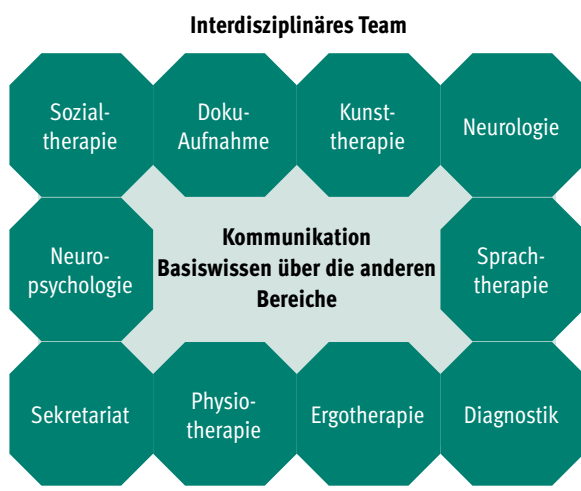 Interdisziplinäres Team
Sozial-
therapie
Doku-
Aufnahme
Kunst-
therapie
Neurologie
Neuro-
psychologie
Kommunikation
Basiswissen über die anderen
Bereiche
Sprach-
therapie
Sekretariat
Physio-
therapie
Ergotherapie
Diagnostik